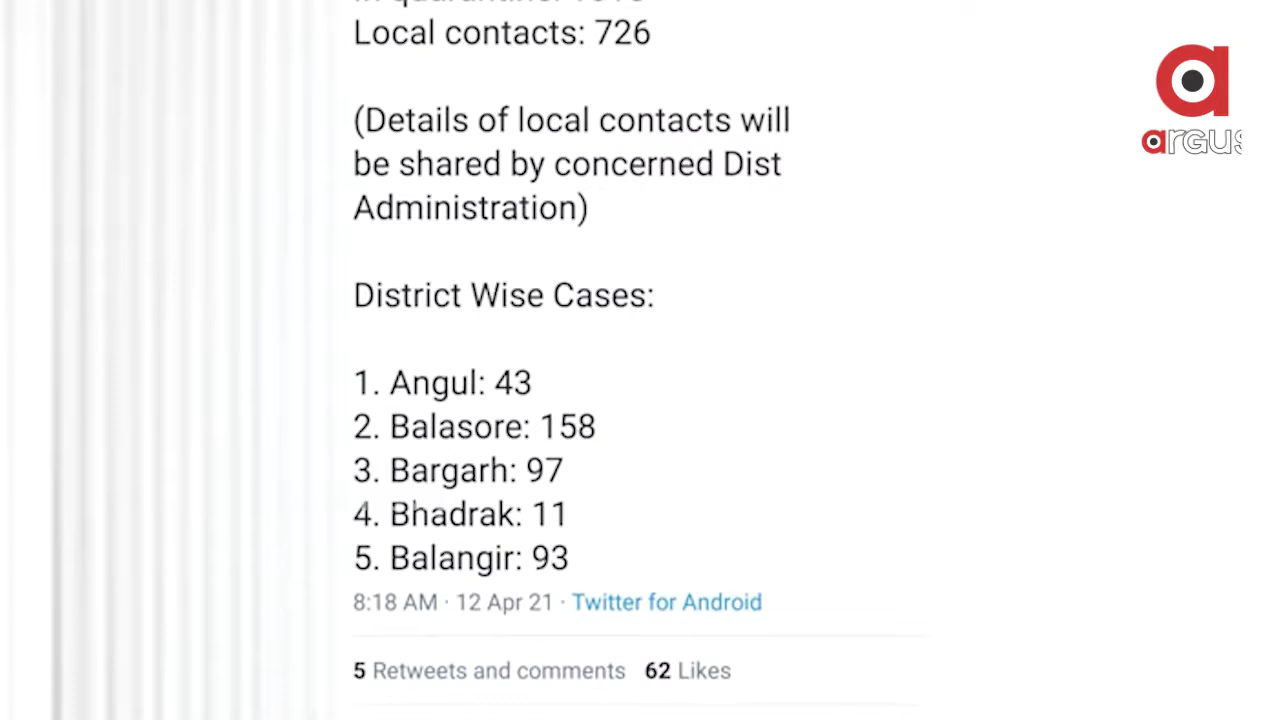 Local contacts: 726
(Details of local contacts will
be shared by concerned Dist
Administration)
District Wise Cases:
1. Angul: 43
2. Balasore: 158
3. Bargarh: 97
4. Bhadrak: 11
5. Balangir: 93
8:18 AM · 12 Apr 21 · Twitter for Android
5 Retweets and comments 62 Likes
argus